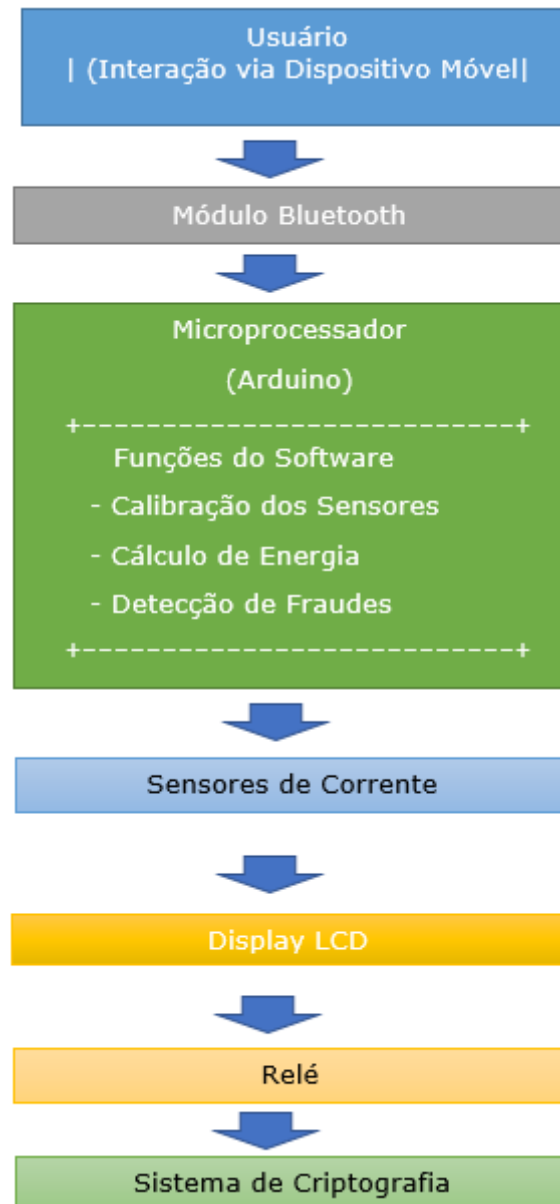 Usuário
| (Interação via Dispositivo Móvel|
Módulo Bluetooth
Microprocessador
(Arduino)
+---------------------------+
Funções do Software
- Calibração dos Sensores
- Cálculo de Energia
- Detecção de Fraudes
+---------------------------+
Sensores de Corrente
Display LCD
Relé
Sistema de Criptografia